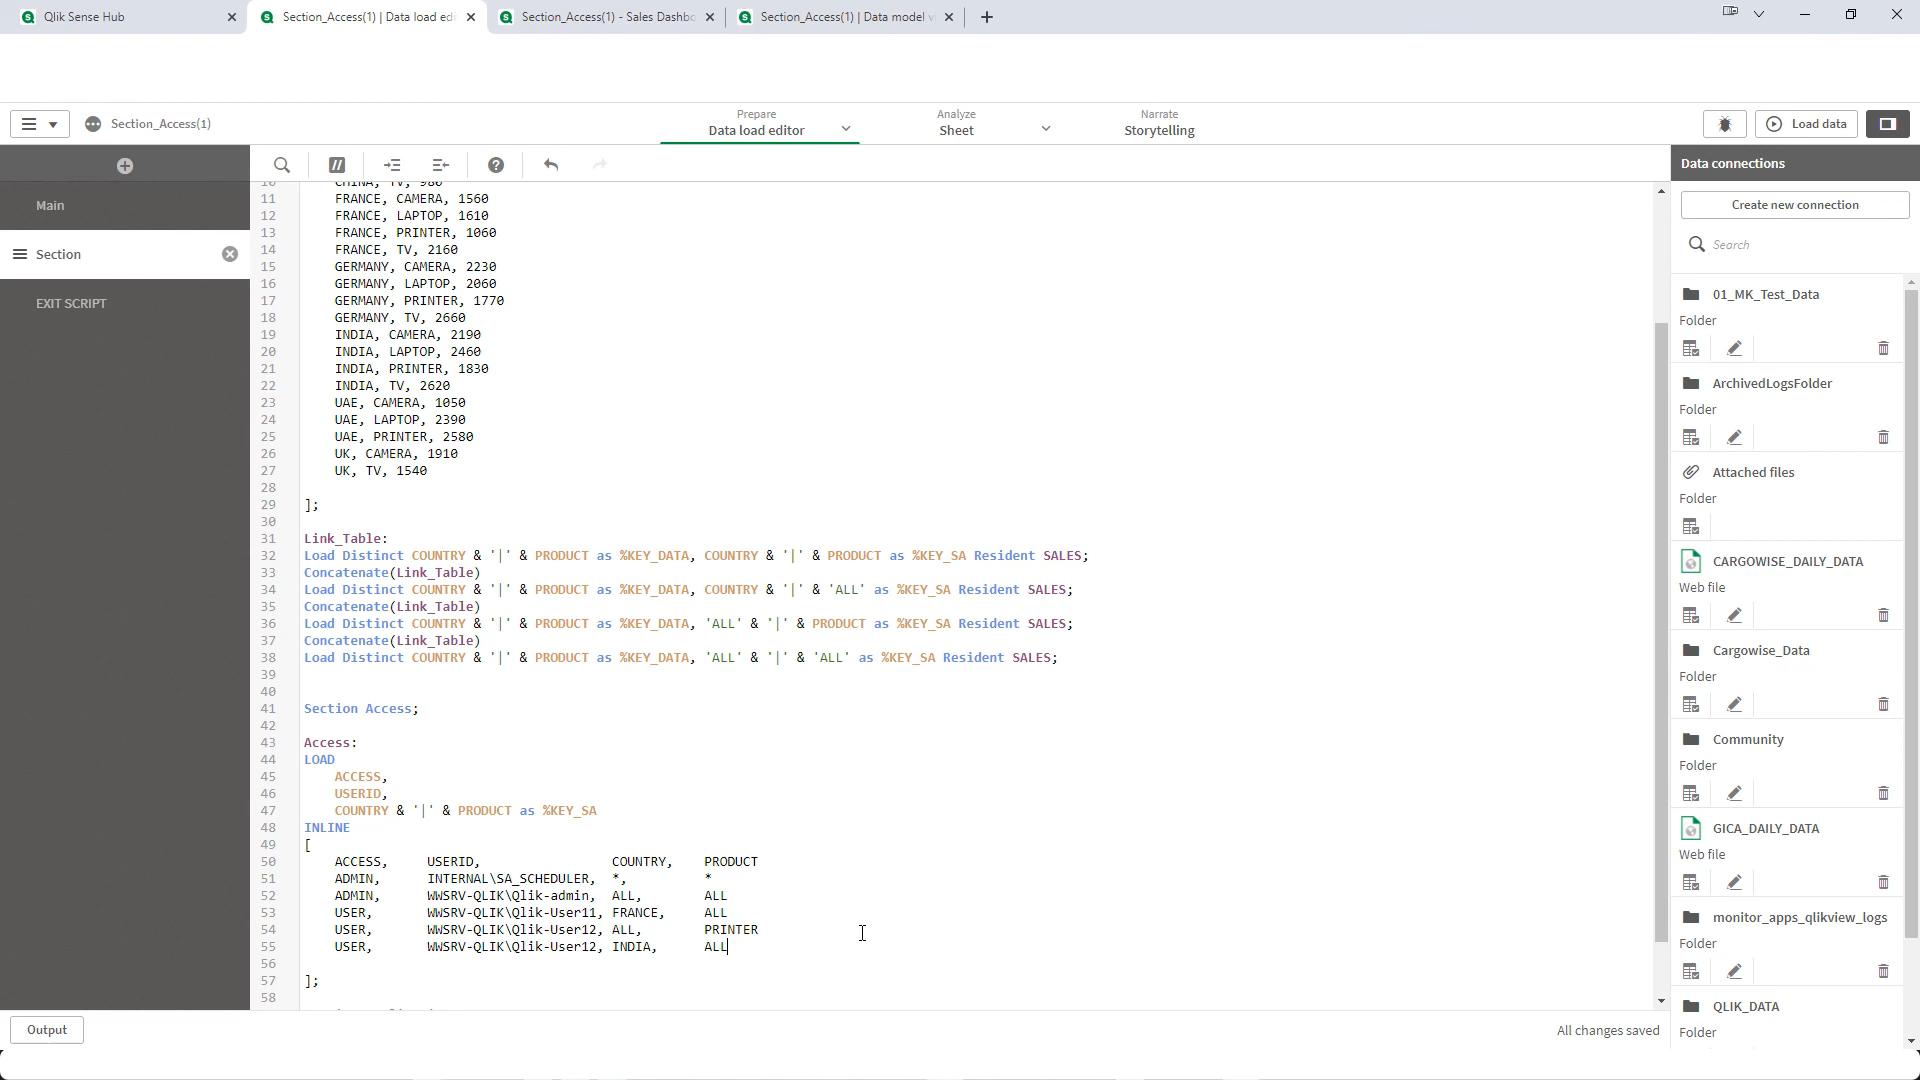 Qlik Sense Hub
Section_Access(1) | Data load edi
Section_Access(1) - Sales Dashbo
Section_Access(1) | Data model v
Section_Access(1)
Prepare
Data load editor
Analyze
Sheet
Narrate
Storytelling
Load data
Main
Section
EXIT SCRIPT
10 CHINA, TV, 980
11 FRANCE, CAMERA, 1560
12 FRANCE, LAPTOP, 1610
13 FRANCE, PRINTER, 1060
14 FRANCE, TV, 2160
15 GERMANY, CAMERA, 2230
16 GERMANY, LAPTOP, 2060
17 GERMANY, PRINTER, 1770
18 GERMANY, TV, 2660
19 INDIA, CAMERA, 2190
20 INDIA, LAPTOP, 2460
21 INDIA, PRINTER, 1830
22 INDIA, TV, 2620
23 UAE, CAMERA, 1050
24 UAE, LAPTOP, 2390
25 UAE, PRINTER, 2580
26 UK, CAMERA, 1910
27 UK, TV, 1540
28
29 ];
30
31 Link_Table:
32 Load Distinct COUNTRY & '|' & PRODUCT as %KEY_DATA, COUNTRY & '|' & PRODUCT as %KEY_SA Resident SALES;
33 Concatenate(Link_Table)
34 Load Distinct COUNTRY & '|' & PRODUCT as %KEY_DATA, COUNTRY & '|' & 'ALL' as %KEY_SA Resident SALES;
35 Concatenate(Link_Table)
36 Load Distinct COUNTRY & '|' & PRODUCT as %KEY_DATA, 'ALL' & '|' & PRODUCT as %KEY_SA Resident SALES;
37 Concatenate(Link_Table)
38 Load Distinct COUNTRY & '|' & PRODUCT as %KEY_DATA, 'ALL' & '|' & 'ALL' as %KEY_SA Resident SALES;
39
40
41 Section Access;
42
43 Access:
44 LOAD
45 ACCESS,
46 USERID,
47 COUNTRY & '|' & PRODUCT as %KEY_SA
48 INLINE
49 [
50 ACCESS, USERID, COUNTRY, PRODUCT
51 ADMIN, INTERNAL\SA_SCHEDULER, *, *
52 ADMIN, WWSRV-QLIK\Qlik-admin, ALL, ALL
53 USER, WWSRV-QLIK\Qlik-User11, FRANCE, ALL
54 USER, WWSRV-QLIK\Qlik-User12, ALL, PRINTER
55 USER, WWSRV-QLIK\Qlik-User12, INDIA, ALL
56
57 ];
58
Data connections
Create new connection
Search
01_MK_Test_Data
Folder
ArchivedLogsFolder
Folder
Attached files
Folder
CARGOWISE_DAILY_DATA
Web file
Cargowise_Data
Folder
Community
Folder
GICA_DAILY_DATA
Web file
monitor_apps_qlikview_logs
Folder
QLIK_DATA
Folder
Output
All changes saved